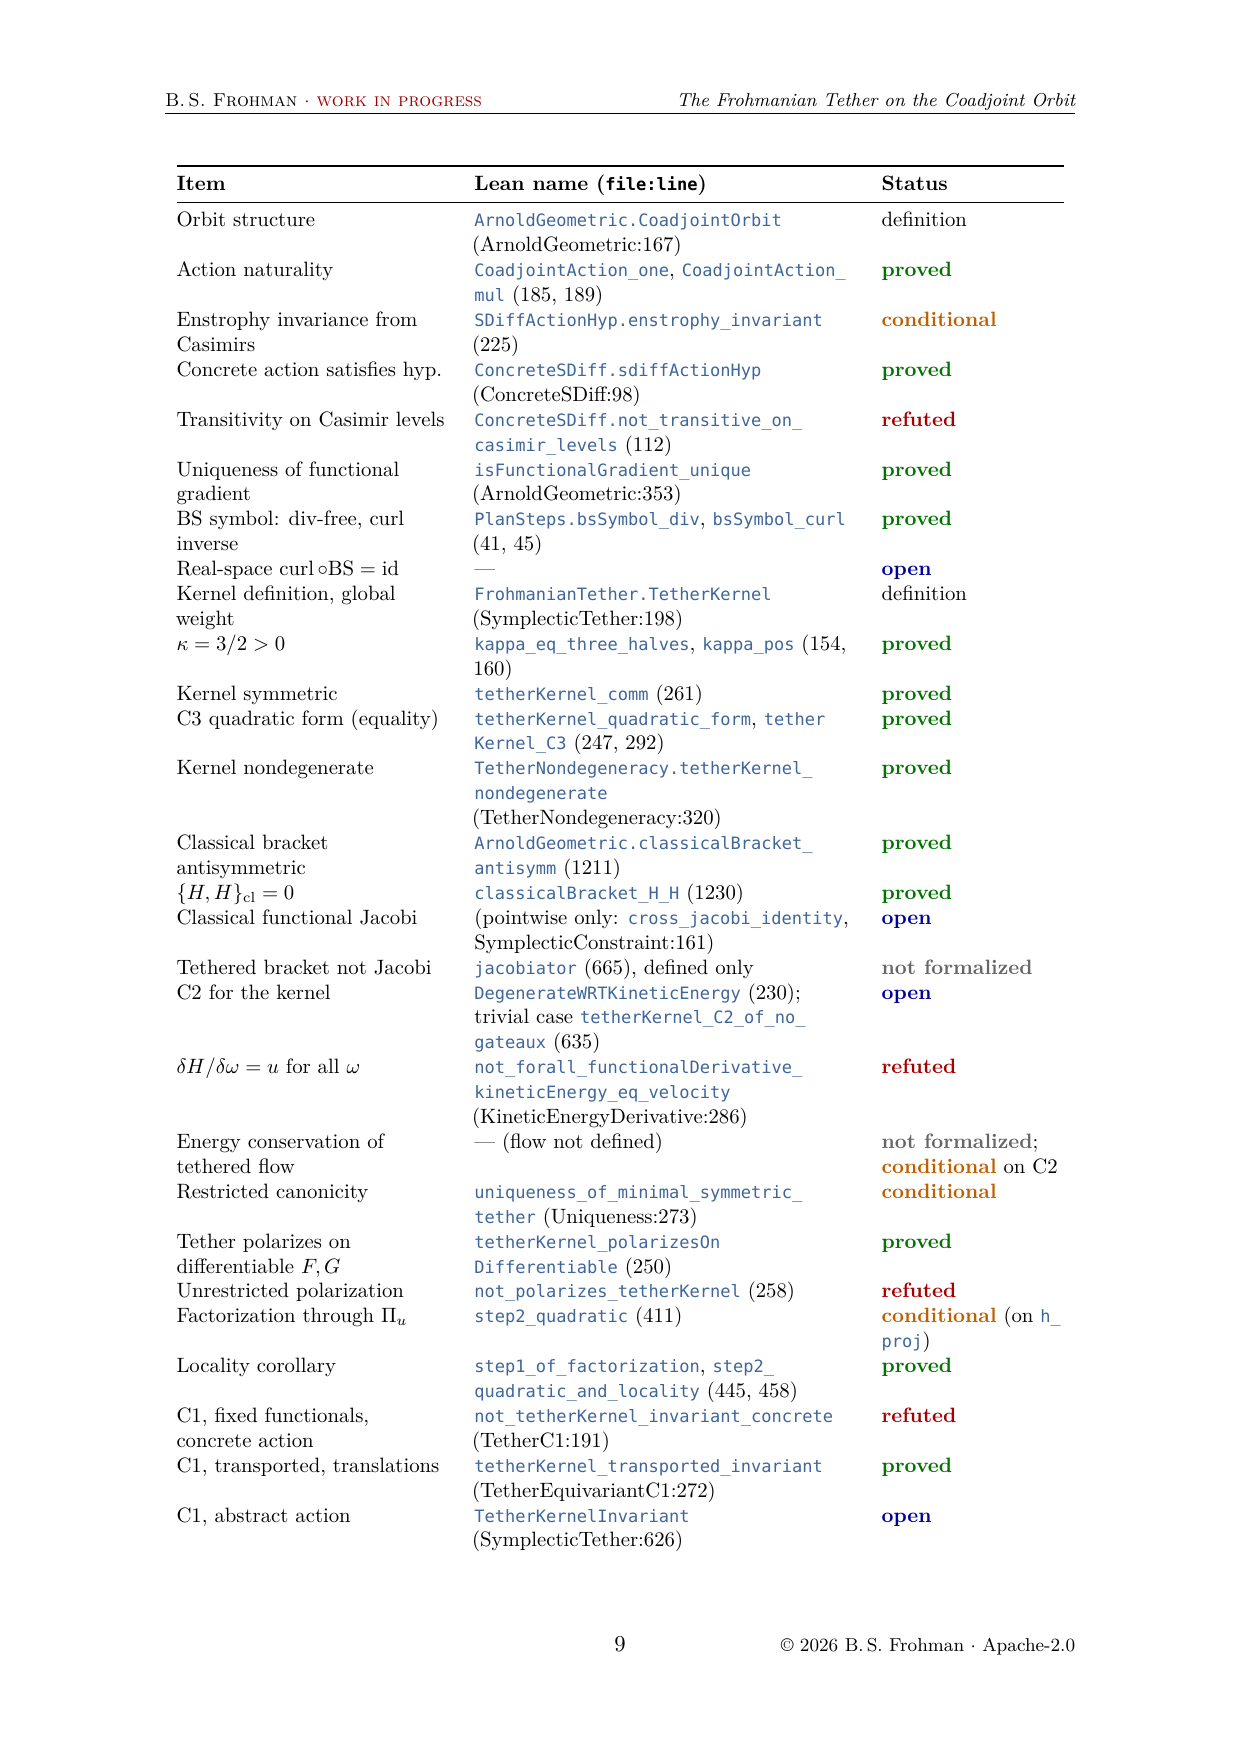 B. S. Frohman · work in progress The Frohmanian Tether on the Coadjoint Orbit
Item Lean name (file:line) Status
Orbit structure ArnoldGeometric.CoadjointOrbit definition
(ArnoldGeometric:167)
Action naturality CoadjointAction_one, CoadjointAction_ proved
mul (185, 189)
Enstrophy invariance from SDiffActionHyp.enstrophy_invariant conditional
Casimirs (225)
Concrete action satisfies hyp. ConcreteSDiff.sdiffActionHyp proved
(ConcreteSDiff:98)
Transitivity on Casimir levels ConcreteSDiff.not_transitive_on_ refuted
casimir_levels (112)
Uniqueness of functional isFunctionalGradient_unique proved
gradient (ArnoldGeometric:353)
BS symbol: div-free, curl PlanSteps.bsSymbol_div, bsSymbol_curl proved
inverse (41, 45)
Real-space curl ∘ BS = id — open
Kernel definition, global FrohmanianTether.TetherKernel definition
weight (SymplecticTether:198)
κ = 3/2 > 0 kappa_eq_three_halves, kappa_pos (154, proved
160)
Kernel symmetric tetherKernel_comm (261) proved
C3 quadratic form (equality) tetherKernel_quadratic_form, tether proved
Kernel_C3 (247, 292)
Kernel nondegenerate TetherNondegeneracy.tetherKernel_ proved
nondegenerate
(TetherNondegeneracy:320)
Classical bracket ArnoldGeometric.classicalBracket_ proved
antisymmetric antisymm (1211)
{H, H}cl = 0 classicalBracket_H_H (1230) proved
Classical functional Jacobi (pointwise only: cross_jacobi_identity, open
SymplecticConstraint:161)
Tethered bracket not Jacobi jacobiator (665), defined only not formalized
C2 for the kernel DegenerateWRTKineticEnergy (230); open
trivial case tetherKernel_C2_of_no_
gateaux (635)
δH/δω = u for all ω not_forall_functionalDerivative_ refuted
kineticEnergy_eq_velocity
(KineticEnergyDerivative:286)
Energy conservation of — (flow not defined) not formalized;
tethered flow conditional on C2
Restricted canonicity uniqueness_of_minimal_symmetric_ conditional
tether (Uniqueness:273)
Tether polarizes on tetherKernel_polarizesOn proved
differentiable F, G Differentiable (250)
Unrestricted polarization not_polarizes_tetherKernel (258) refuted
Factorization through Πu step2_quadratic (411) conditional (on h_
proj)
Locality corollary step1_of_factorization, step2_ proved
quadratic_and_locality (445, 458)
C1, fixed functionals, not_tetherKernel_invariant_concrete refuted
concrete action (TetherC1:191)
C1, transported, translations tetherKernel_transported_invariant proved
(TetherEquivariantC1:272)
C1, abstract action TetherKernelInvariant open
(SymplecticTether:626)
9 © 2026 B. S. Frohman · Apache-2.0